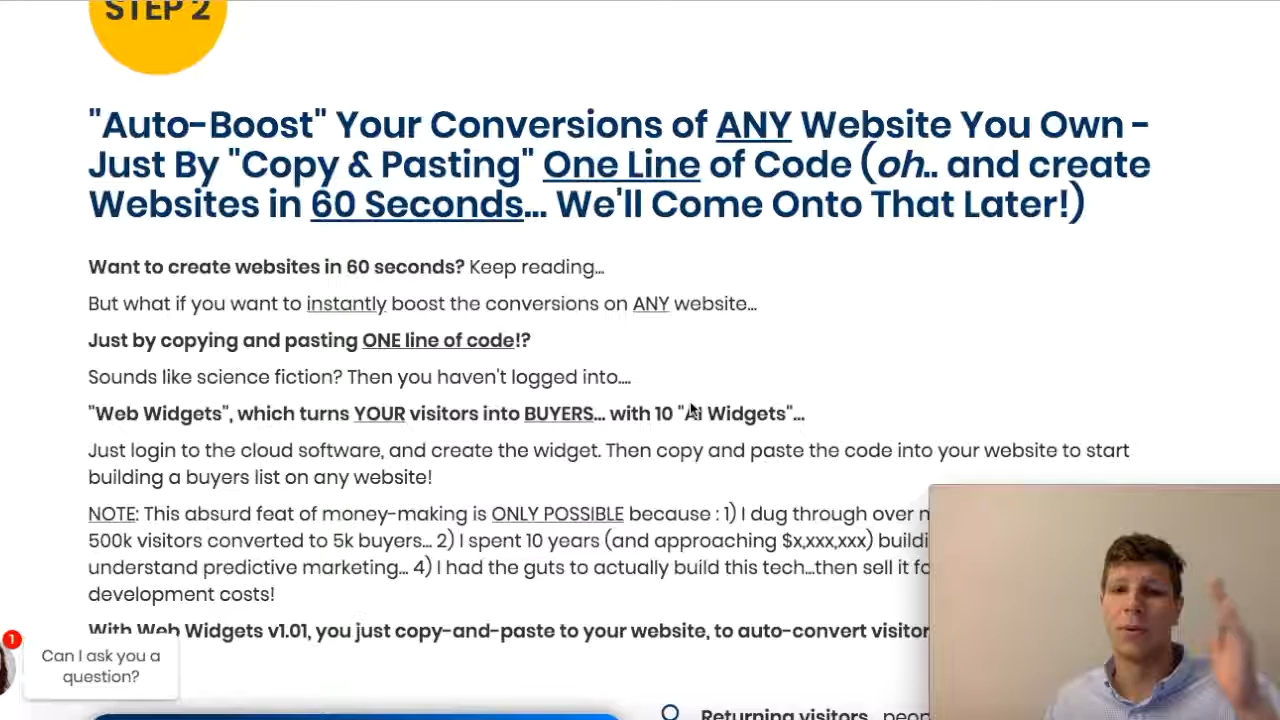 STEP 2
"Auto-Boost" Your Conversions of ANY Website You Own -
Just By "Copy & Pasting" One Line of Code (oh.. and create
Websites in 60 Seconds... We'll Come Onto That Later!)
Want to create websites in 60 seconds? Keep reading...
But what if you want to instantly boost the conversions on ANY website...
Just by copying and pasting ONE line of code!?
Sounds like science fiction? Then you haven't logged into....
"Web Widgets", which turns YOUR visitors into BUYERS... with 10 "Ai Widgets"...
Just login to the cloud software, and create the widget. Then copy and paste the code into your website to start
building a buyers list on any website!
NOTE: This absurd feat of money-making is ONLY POSSIBLE because : 1) I dug through over
500k visitors converted to 5k buyers... 2) I spent 10 years (and approaching $x,xxx,xxx)
understand predictive marketing... 4) I had the guts to actually build this tech...then sell it
development costs!
With Web Widgets v1.01, you just copy-and-paste to your website, to auto-convert
1
Can I ask you a
question?
Returning visitors